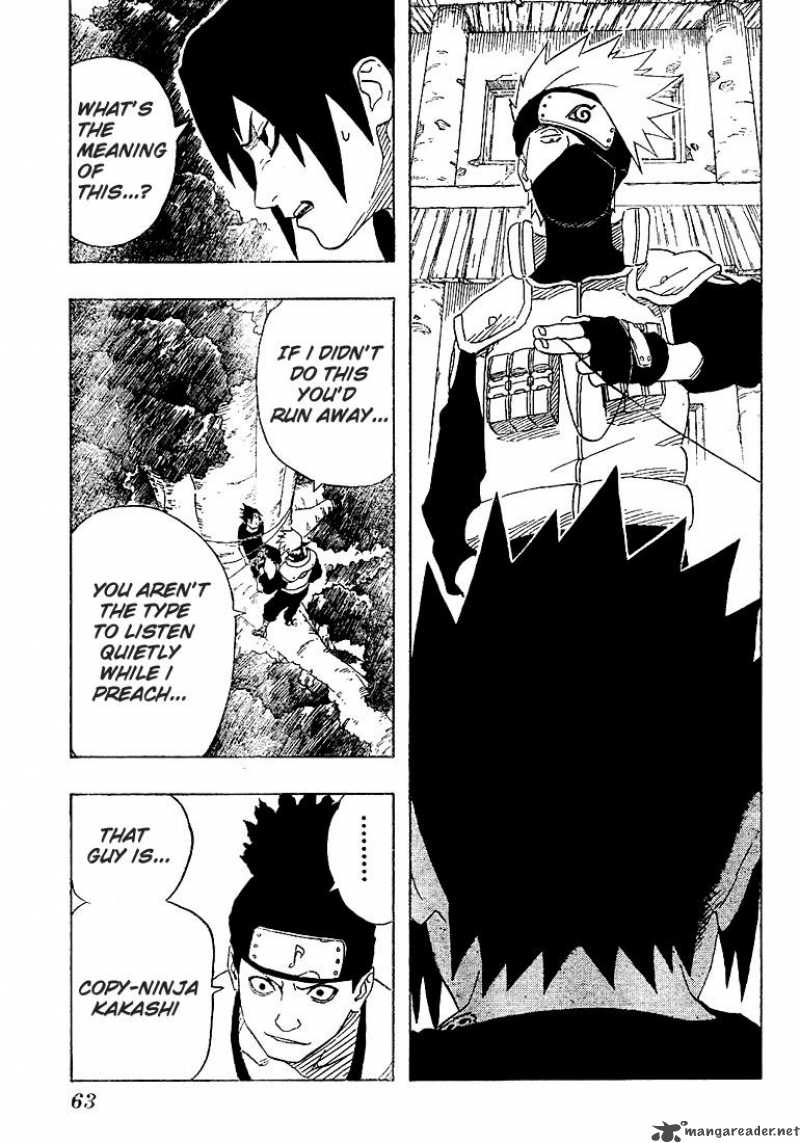 WHAT'S
THE
MEANING
OF
THIS...?
IF I DIDN'T
DO THIS
YOU'D
RUN AWAY...
YOU AREN'T
THE TYPE
TO LISTEN
QUIETLY
WHILE I
PREACH...
........
THAT
GUY IS...
COPY-NINJA
KAKASHI
63
mangareader.net